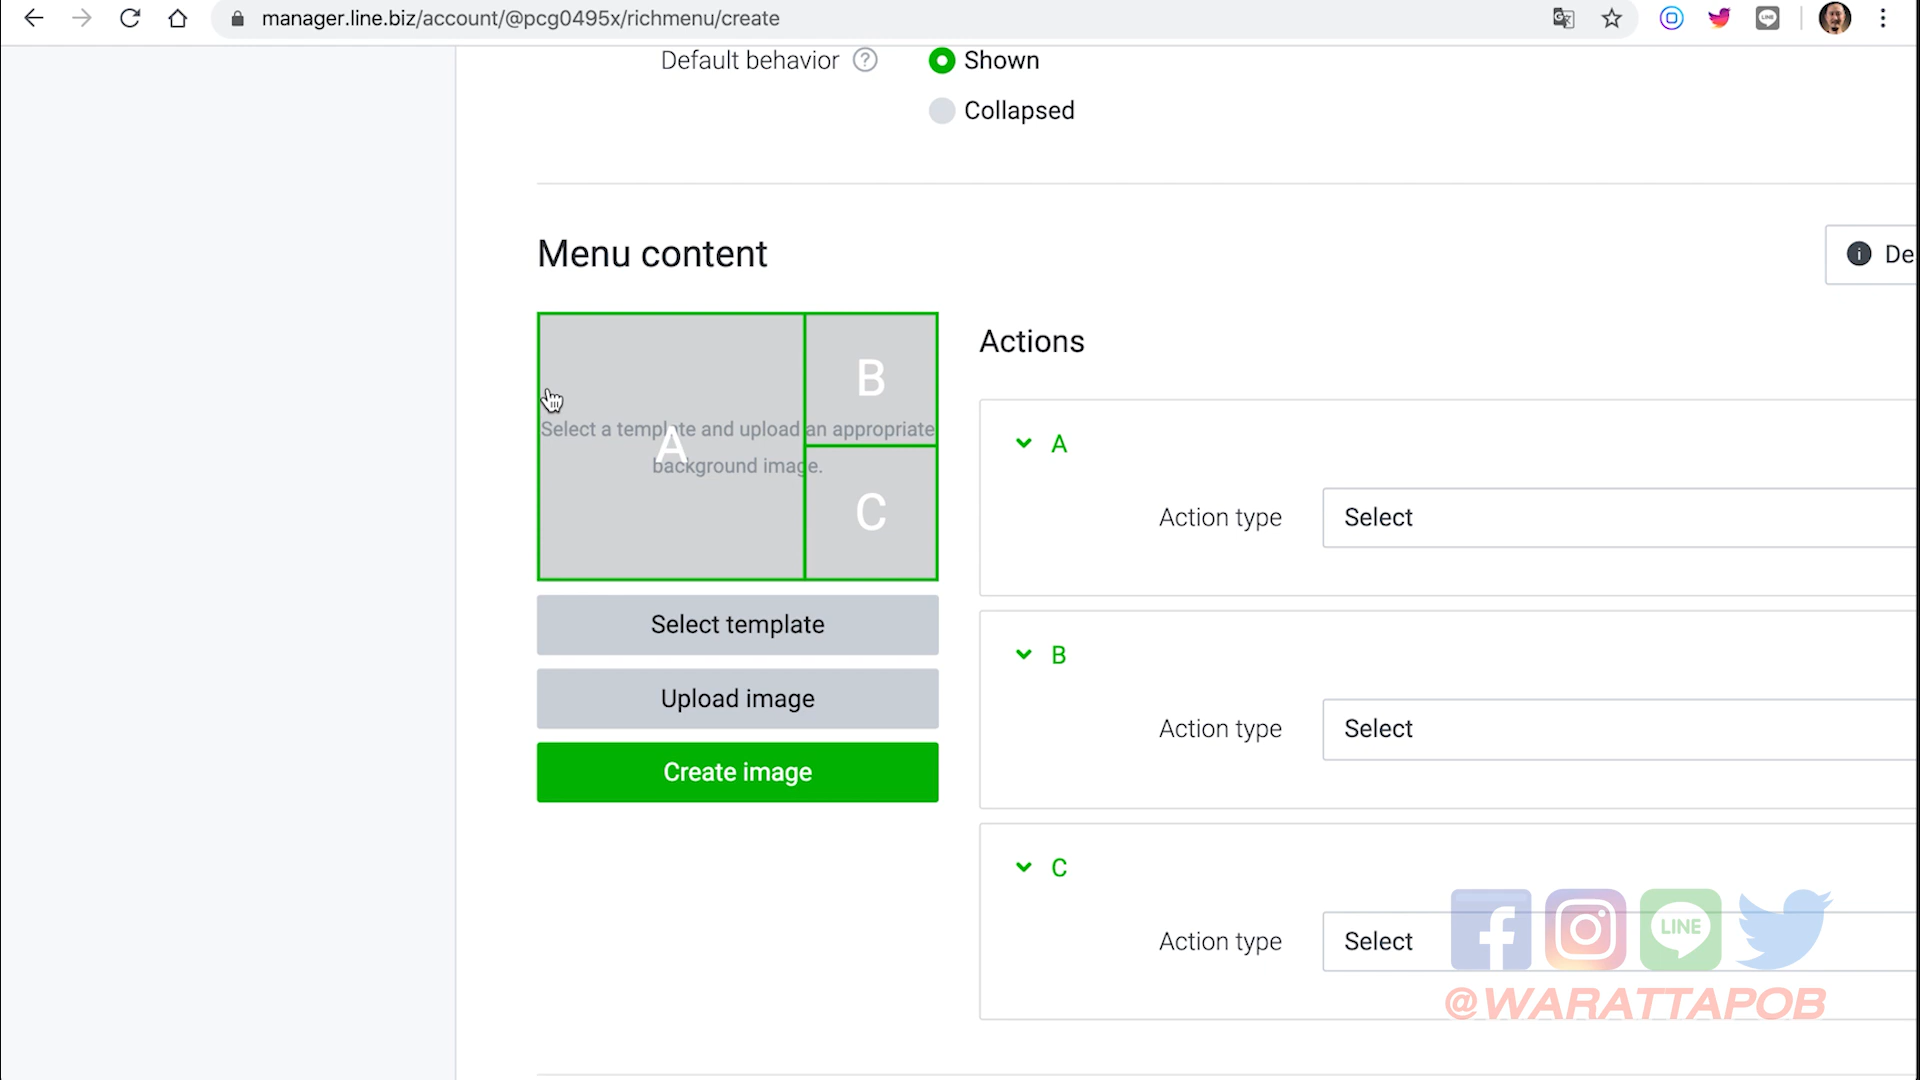 manager.line.biz/account/@pcg0495x/richmenu/create
Default behavior ?
Shown
Collapsed
Menu content
i De
A
B
C
Select a template and upload an appropriate
background image.
Select template
Upload image
Create image
Actions
A
Action type Select
B
Action type Select
C
Action type Select
f LINE
@WARATTAPOB